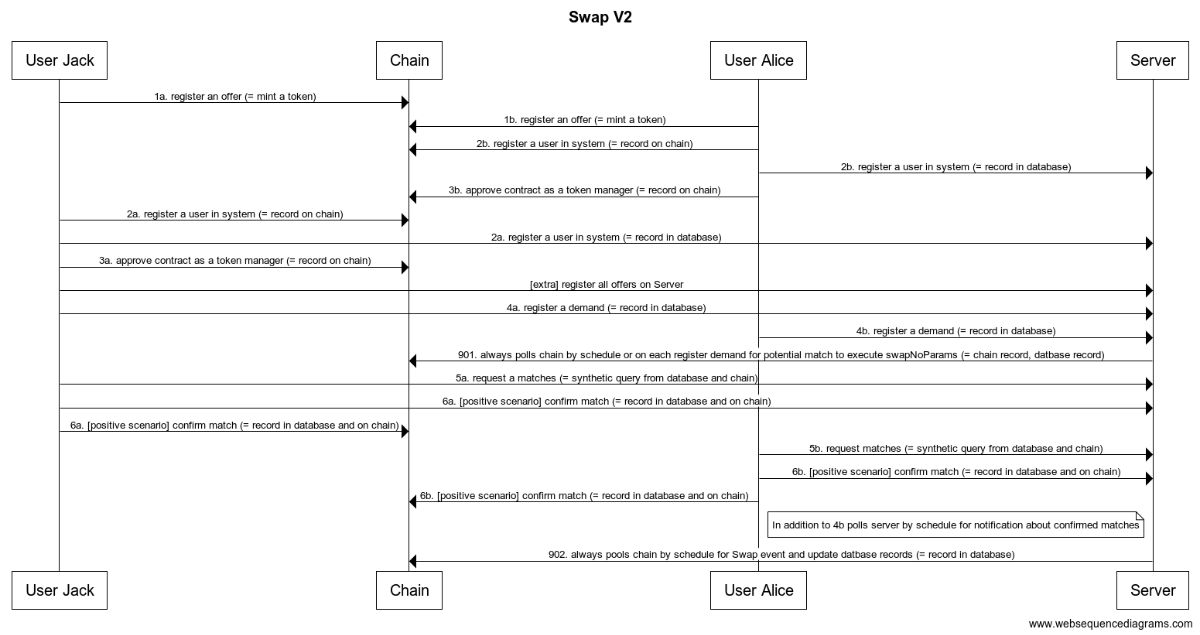 Swap V2
User Jack
Chain
User Alice
Server
1a. register an offer (= mint a token)
1b. register an offer (= mint a token)
2b. register a user in system (= record on chain)
2b. register a user in system (= record in database)
3b. approve contract as a token manager (= record on chain)
2a. register a user in system (= record on chain)
2a. register a user in system (= record in database)
3a. approve contract as a token manager (= record on chain)
[extra] register all offers on Server
4a. register a demand (= record in database)
4b. register a demand (= record in database)
901. always polls chain by schedule or on each register demand for potential match to execute swapNoParams (= chain record, datbase record)
5a. request a matches (= synthetic query from database and chain)
6a. [positive scenario] confirm match (= record in database and on chain)
6a. [positive scenario] confirm match (= record in database and on chain)
5b. request matches (= synthetic query from database and chain)
6b. [positive scenario] confirm match (= record in database and on chain)
6b. [positive scenario] confirm match (= record in database and on chain)
In addition to 4b polls server by schedule for notification about confirmed matches
902. always pools chain by schedule for Swap event and update datbase records (= record in database)
User Jack
Chain
User Alice
Server
www.websequencediagrams.com